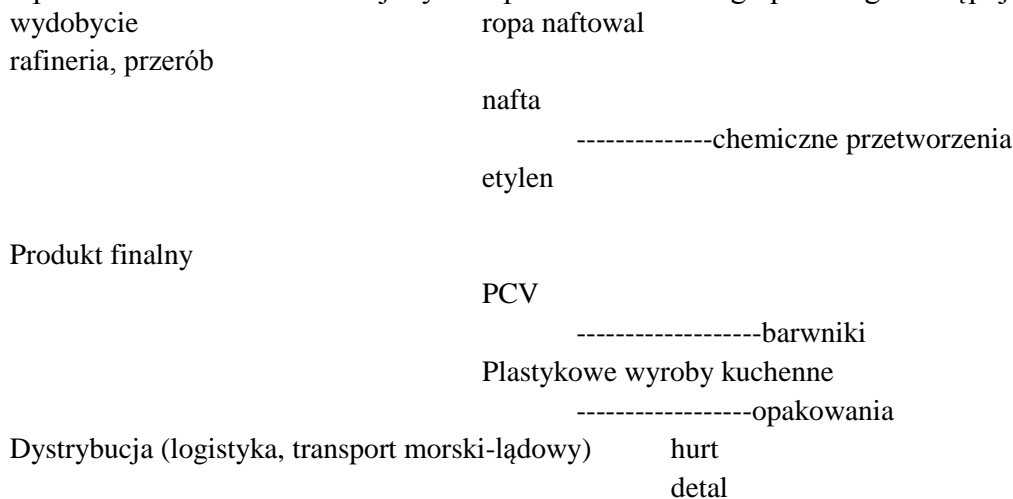 wydobycie ropa naftowal
rafineria, przerób
nafta
--------------chemiczne przetworzenia
etylen
Produkt finalny
PCV
-------------------barwniki
Plastykowe wyroby kuchenne
------------------opakowania
Dystrybucja (logistyka, transport morski-lądowy) hurt
detal